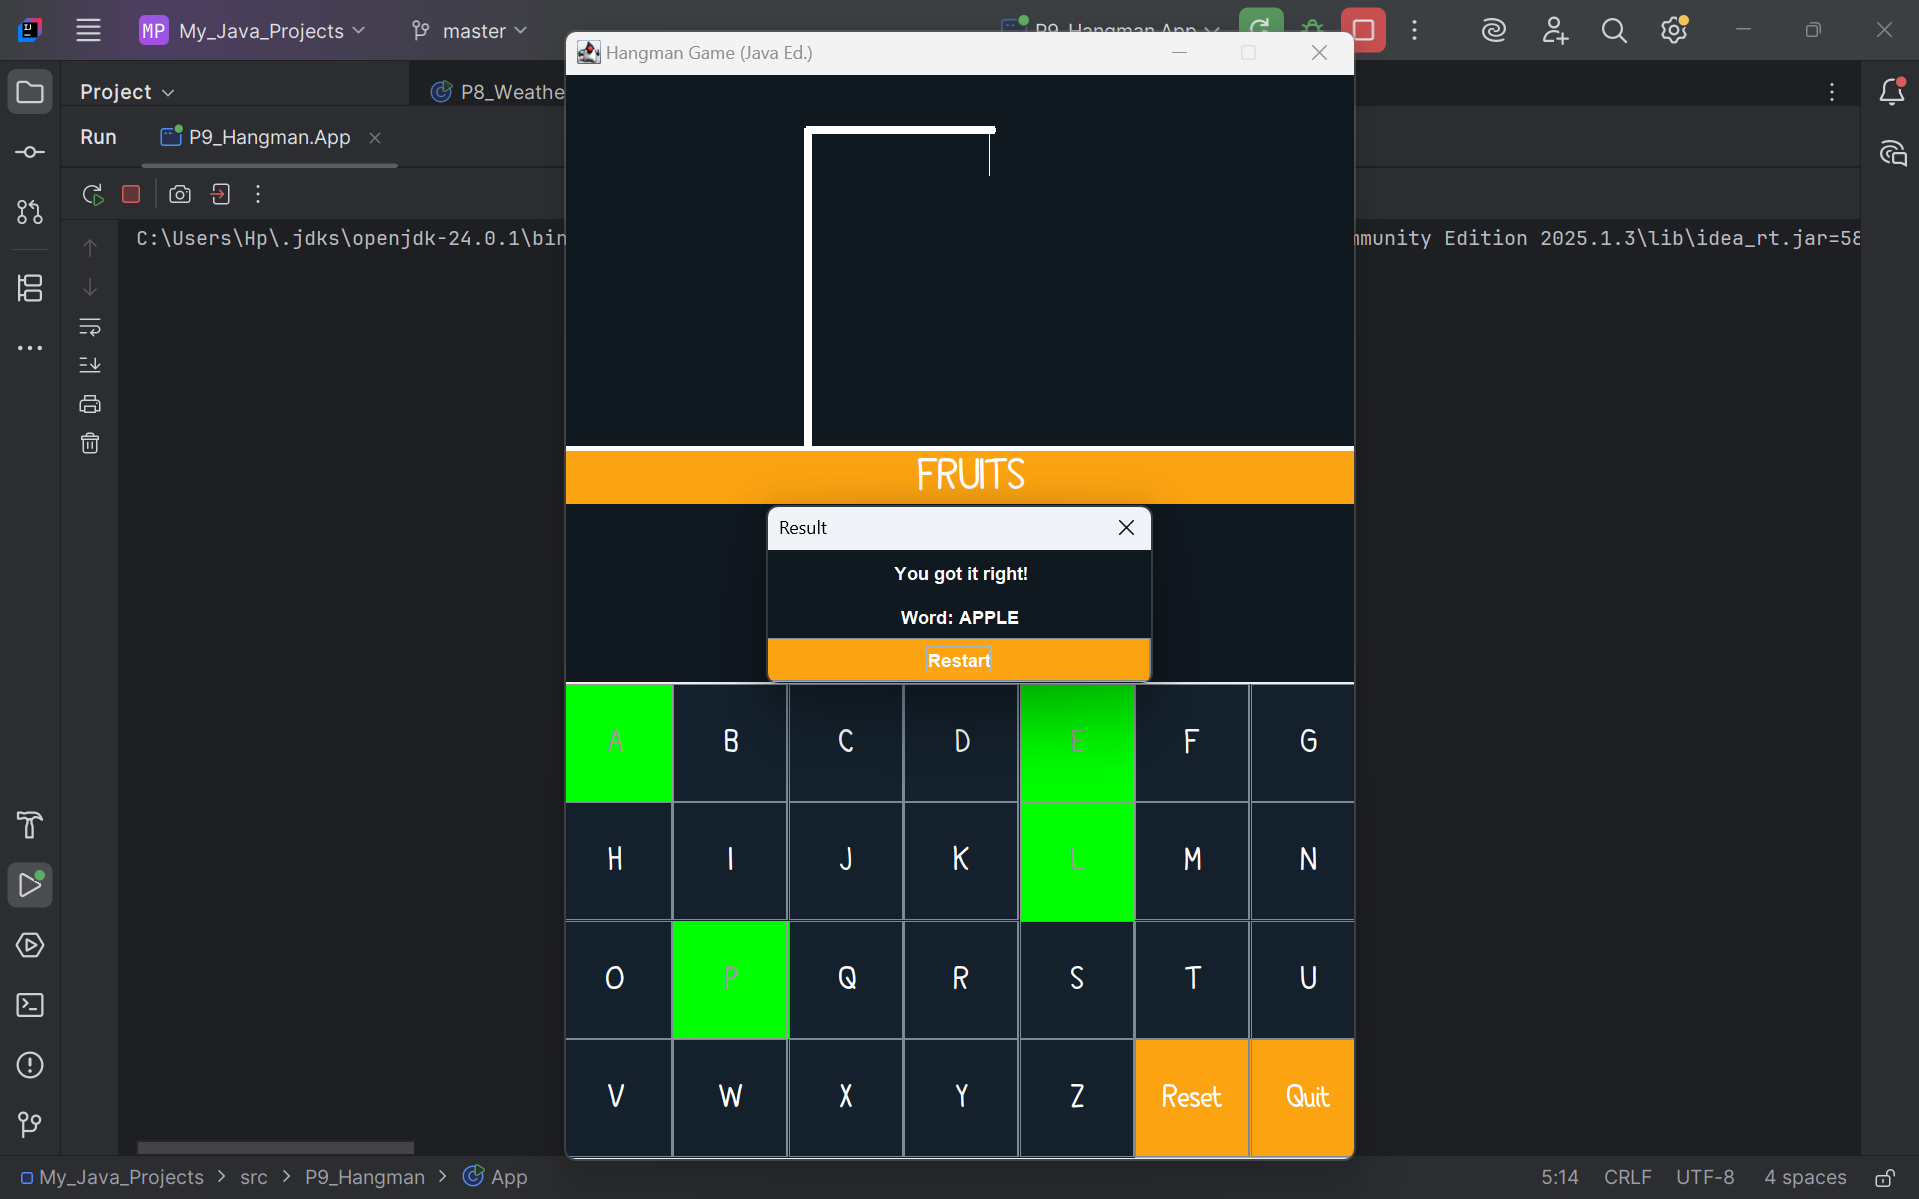 MP My_Java_Projects
master
P9_Hangman.App
Hangman Game (Java Ed.)
Project
P8_Weathe
Run
P9_Hangman.App
C:\Users\Hp\.jdks\openjdk-24.0.1\bin
munity Edition 2025.1.3\lib\idea_rt.jar=58
FRUITS
Result
You got it right!
Word: APPLE
Restart
A B C D E F G
H I J K L M N
O P Q R S T U
V W X Y Z Reset Quit
My_Java_Projects > src > P9_Hangman > App
5:14 CRLF UTF-8 4 spaces